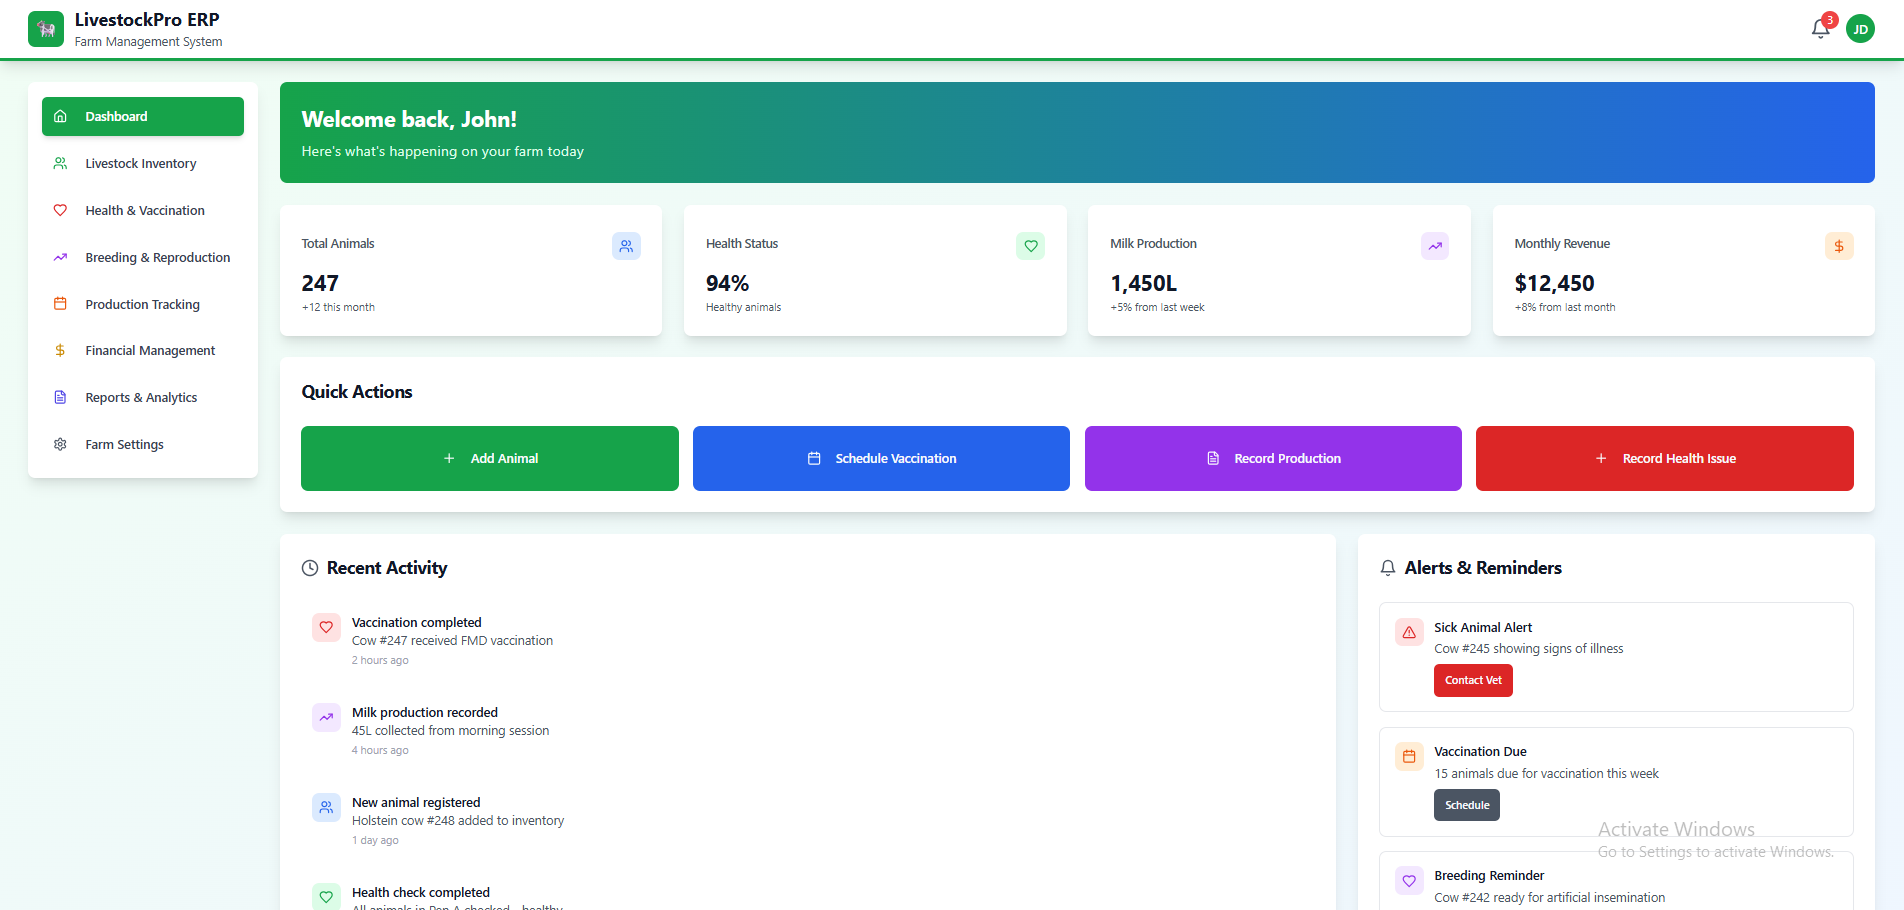 LivestockPro ERP
Farm Management System
3
JD
Dashboard
Livestock Inventory
Health & Vaccination
Breeding & Reproduction
Production Tracking
Financial Management
Reports & Analytics
Farm Settings
Welcome back, John!
Here's what's happening on your farm today
Total Animals
247
+12 this month
Health Status
94%
Healthy animals
Milk Production
1,450L
+5% from last week
Monthly Revenue
$12,450
+8% from last month
Quick Actions
Add Animal
Schedule Vaccination
Record Production
Record Health Issue
Recent Activity
Vaccination completed
Cow #247 received FMD vaccination
2 hours ago
Milk production recorded
45L collected from morning session
4 hours ago
New animal registered
Holstein cow #248 added to inventory
1 day ago
Health check completed
All animals in Pen A checked - healthy
Alerts & Reminders
Sick Animal Alert
Cow #245 showing signs of illness
Contact Vet
Vaccination Due
15 animals due for vaccination this week
Schedule
Breeding Reminder
Cow #242 ready for artificial insemination
Activate Windows
Go to Settings to activate Windows.